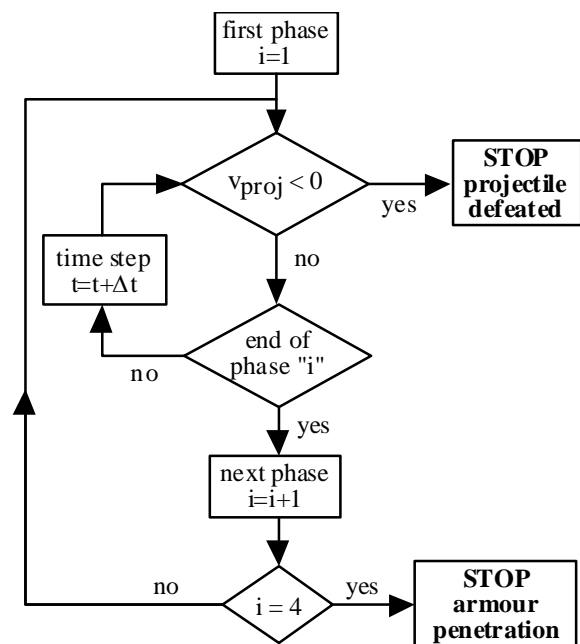 first phase
i=1
v proj < 0
yes
STOP
projectile
defeated
time step
t=t+Δt
no
end of
phase "i"
no
yes
next phase
i=i+1
no
i = 4
yes
STOP
armour
penetration